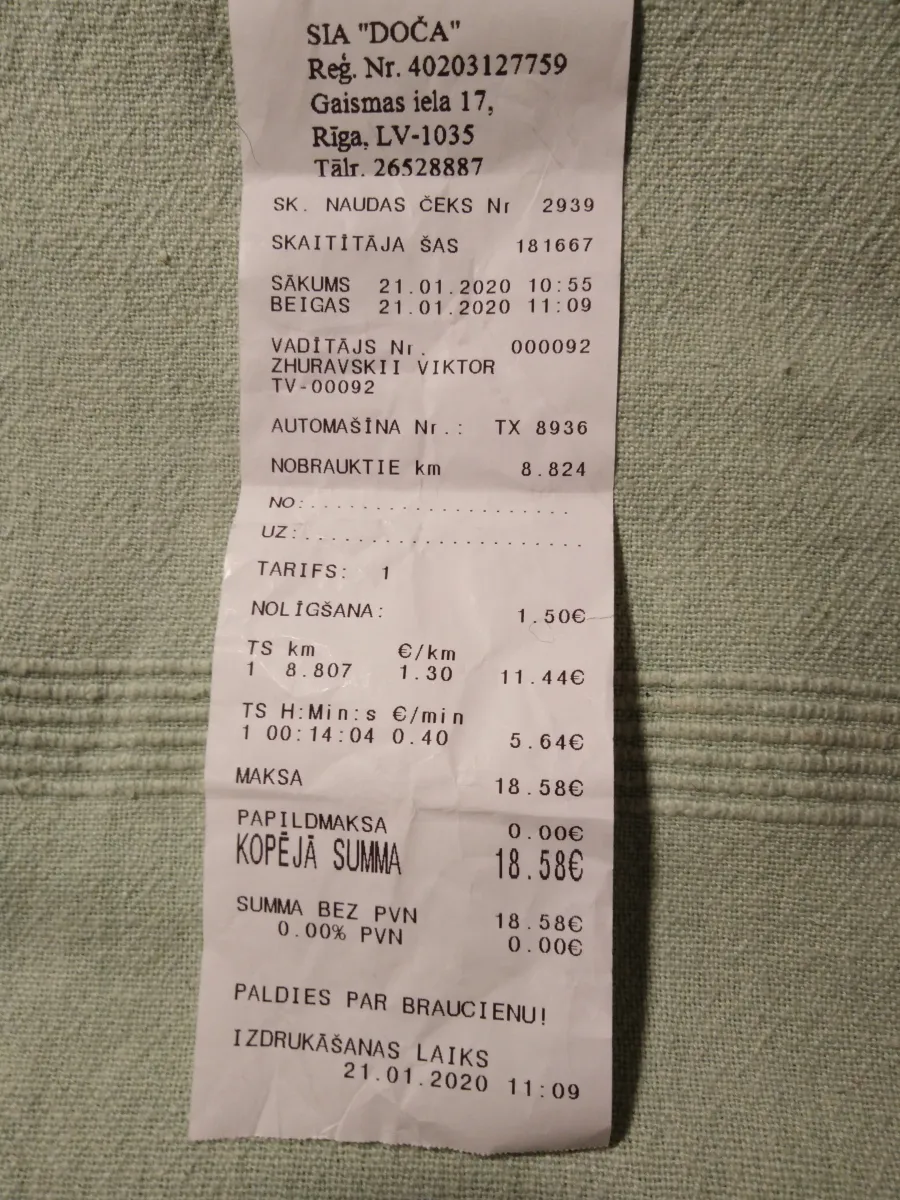 SIA "DOČA"
Reģ. Nr. 40203127759
Gaismas iela 17,
Rīga, LV-1035
Tālr. 26528887
SK. NAUDAS ČEKS Nr 2939
SKAITĪTĀJA ŠAS 181667
SĀKUMS 21.01.2020 10:55
BEIGAS 21.01.2020 11:09
VADĪTĀJS Nr. 000092
ZHURAVSKII VIKTOR
TV-00092
AUTOMAŠĪNA Nr.: TX 8936
NOBRAUKTIE km 8.824
NO:.....................
UZ:......................
TARIFS: 1
NOLĪGŠANA: 1.50€
TS km €/km
1 8.807 1.30 11.44€
TS H:Min:s €/min
1 00:14:04 0.40 5.64€
MAKSA 18.58€
PAPILDMAKSA 0.00€
KOPĒJĀ SUMMA 18.58€
SUMMA BEZ PVN 18.58€
0.00% PVN 0.00€
PALDIES PAR BRAUCIENU!
IZDRUKĀŠANAS LAIKS
21.01.2020 11:09